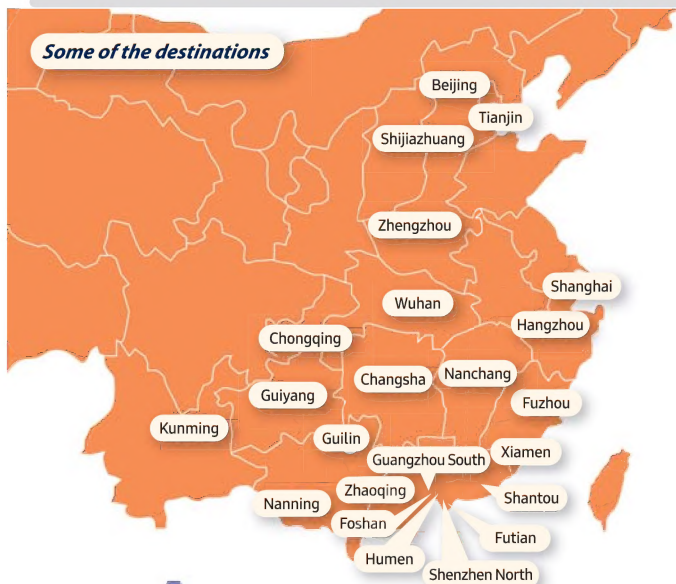 Some of the destinations
Beijing
Tianjin
Shijiazhuang
Zhengzhou
Shanghai
Wuhan
Hangzhou
Chongqing
Nanchang
Changsha
Guiyang
Fuzhou
Kunming
Guilin
Xiamen
Guangzhou South
Zhaoqing
Shantou
Nanning
Foshan
Futian
Humen
Shenzhen North